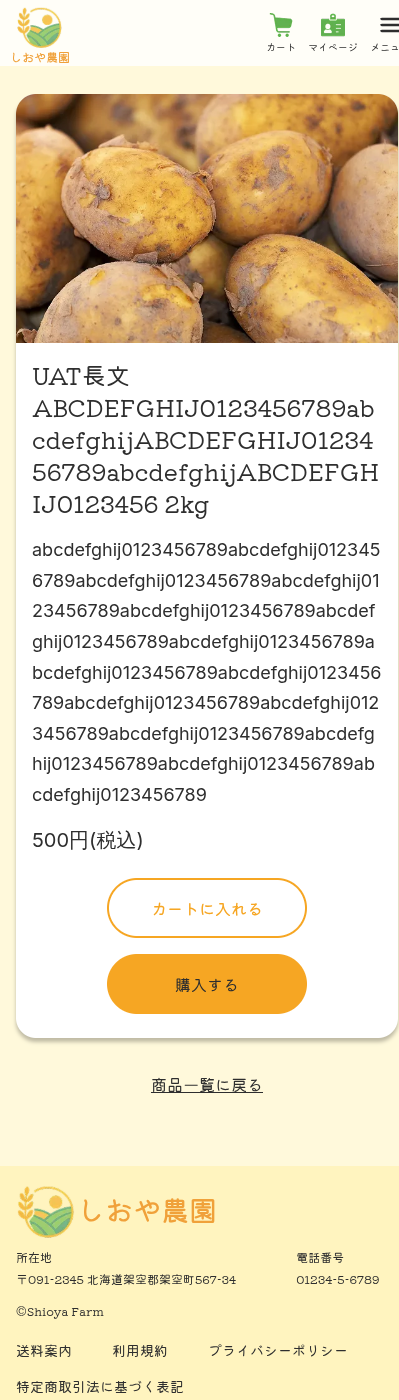 しおや農園
カート
マイページ
メニュ
UAT長文
ABCDEFGHIJ0123456789ab
cdefghijABCDEFGHIJ01234
56789abcdefghijABCDEFGH
IJ0123456 2kg
abcdefghij0123456789abcdefghij012345
6789abcdefghij0123456789abcdefghij01
23456789abcdefghij0123456789abcdef
ghij0123456789abcdefghij0123456789a
bcdefghij0123456789abcdefghij0123456
789abcdefghij0123456789abcdefghij012
3456789abcdefghij0123456789abcdefg
hij0123456789abcdefghij0123456789ab
cdefghij0123456789
500円(税込)
カートに入れる
購入する
商品一覧に戻る
しおや農園
所在地
〒091-2345 北海道架空郡架空町567-34
電話番号
01234-5-6789
©Shioya Farm
送料案内
利用規約
プライバシーポリシー
特定商取引法に基づく表記